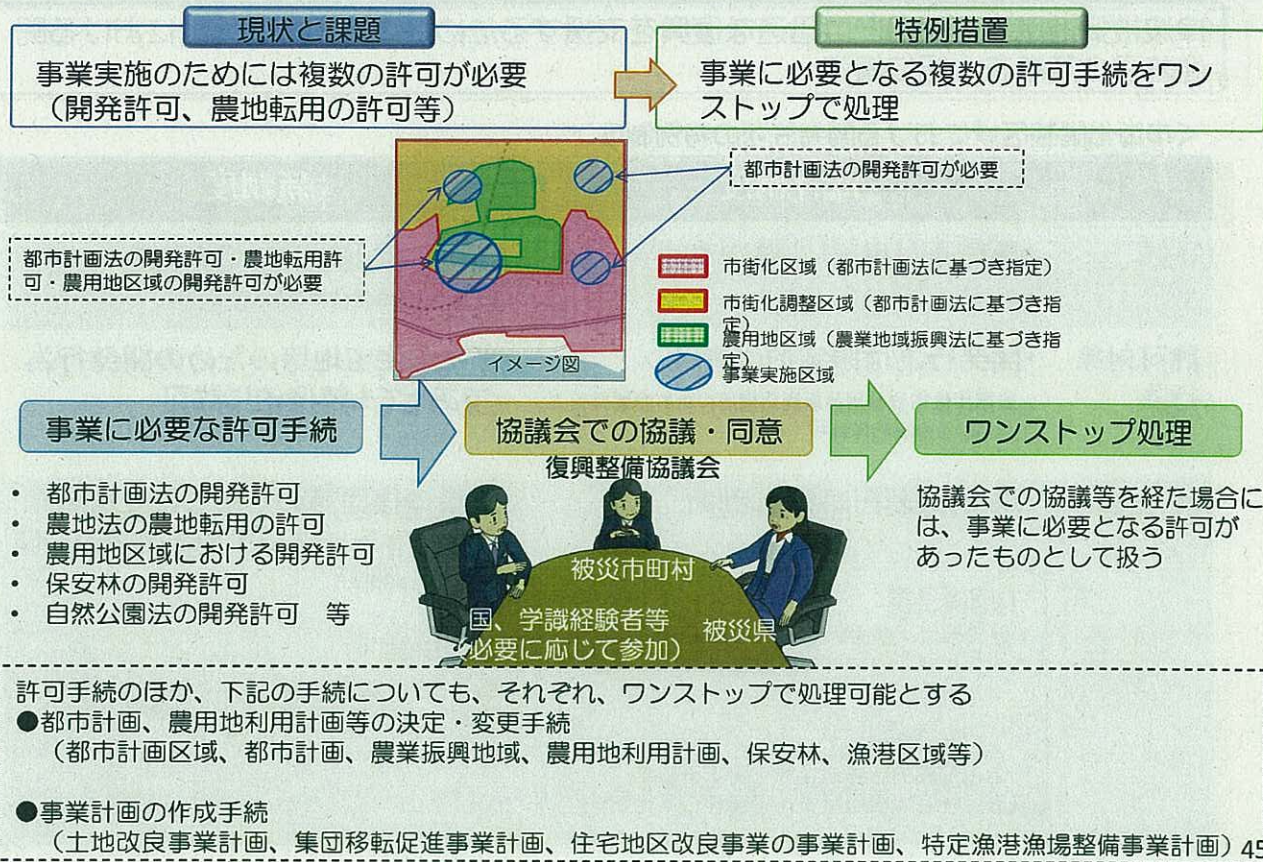 現状と課題
事業実施のためには複数の許可が必要
（開発許可、農地転用の許可等）
特例措置
事業に必要となる複数の許可手続をワン
ストップで処理
都市計画法の開発許可が必要
都市計画法の開発許可・農地転用許
可・農用地区域の開発許可が必要
市街化区域（都市計画法に基づき指定）
市街化調整区域（都市計画法に基づき指
定）
農用地区域（農業地域振興法に基づき指
定）
事業実施区域
イメージ図
事業に必要な許可手続
・ 都市計画法の開発許可
・ 農地法の農地転用の許可
・ 農用地区域における開発許可
・ 保安林の開発許可
・ 自然公園法の開発許可　等
協議会での協議・同意
復興整備協議会
被災市町村
国、学識経験者等
（必要に応じて参加）
被災県
ワンストップ処理
協議会での協議等を経た場合に
は、事業に必要となる許可が
あったものとして扱う
許可手続のほか、下記の手続についても、それぞれ、ワンストップで処理可能とする
●都市計画、農用地利用計画等の決定・変更手続
（都市計画区域、都市計画、農業振興地域、農用地利用計画、保安林、漁港区域等）
●事業計画の作成手続
（土地改良事業計画、集団移転促進事業計画、住宅地区改良事業の事業計画、特定漁港漁場整備事業計画）
45